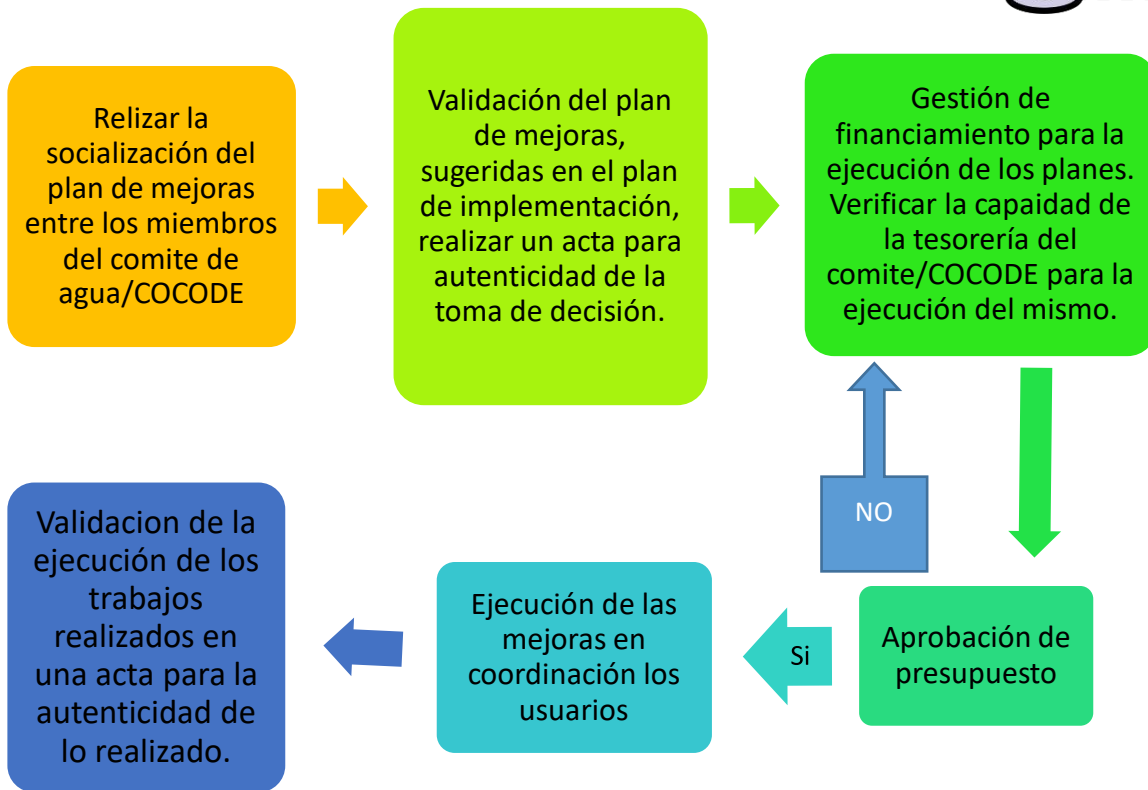 Relizar la
socialización del
plan de mejoras
entre los miembros
del comite de
agua/COCODE
Validación del plan
de mejoras,
sugeridas en el plan
de implementación,
realizar un acta para
autenticidad de la
toma de decisión.
Gestión de
financiamiento para la
ejecución de los planes.
Verificar la capaidad de
la tesorería del
comite/COCODE para la
ejecución del mismo.
NO
Aprobación de
presupuesto
Si
Ejecución de las
mejoras en
coordinación los
usuarios
Validacion de la
ejecución de los
trabajos
realizados en
una acta para la
autenticidad de
lo realizado.